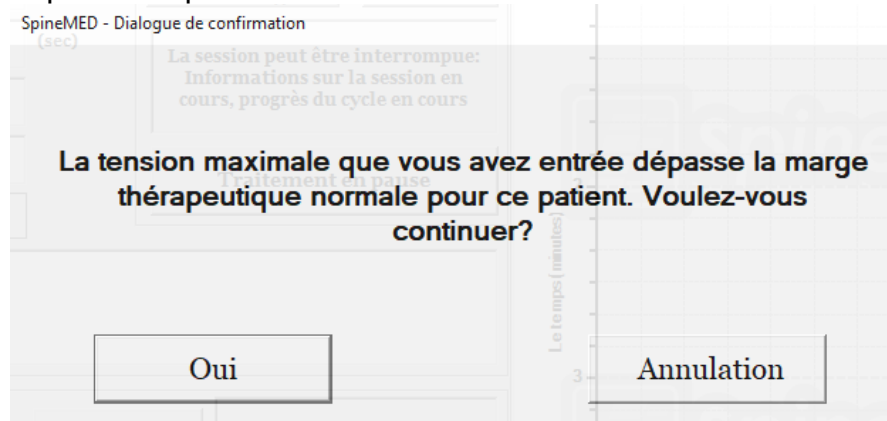 SpineMED - Dialogue de confirmation
(sec)
La session peut être interrompue:
Informations sur la session en
cours, progrès du cycle en cours
La tension maximale que vous avez entrée dépasse la marge
Traitement en pause
thérapeutique normale pour ce patient. Voulez-vous
continuer?
Le temps (minutes)
Oui
3
Annulation